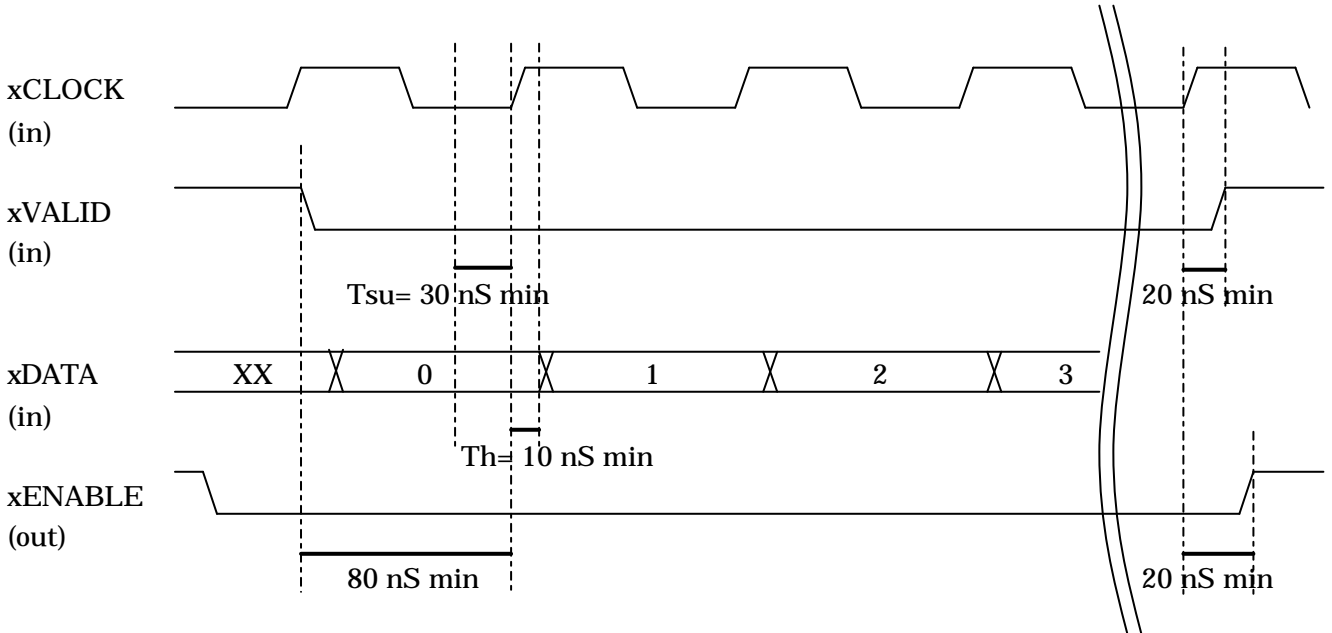 xCLOCK
(in)
xVALID
(in)
Tsu= 30 nS min
20 nS min
xDATA
(in)
XX
0
1
2
3
Th= 10 nS min
xENABLE
(out)
80 nS min
20 nS min